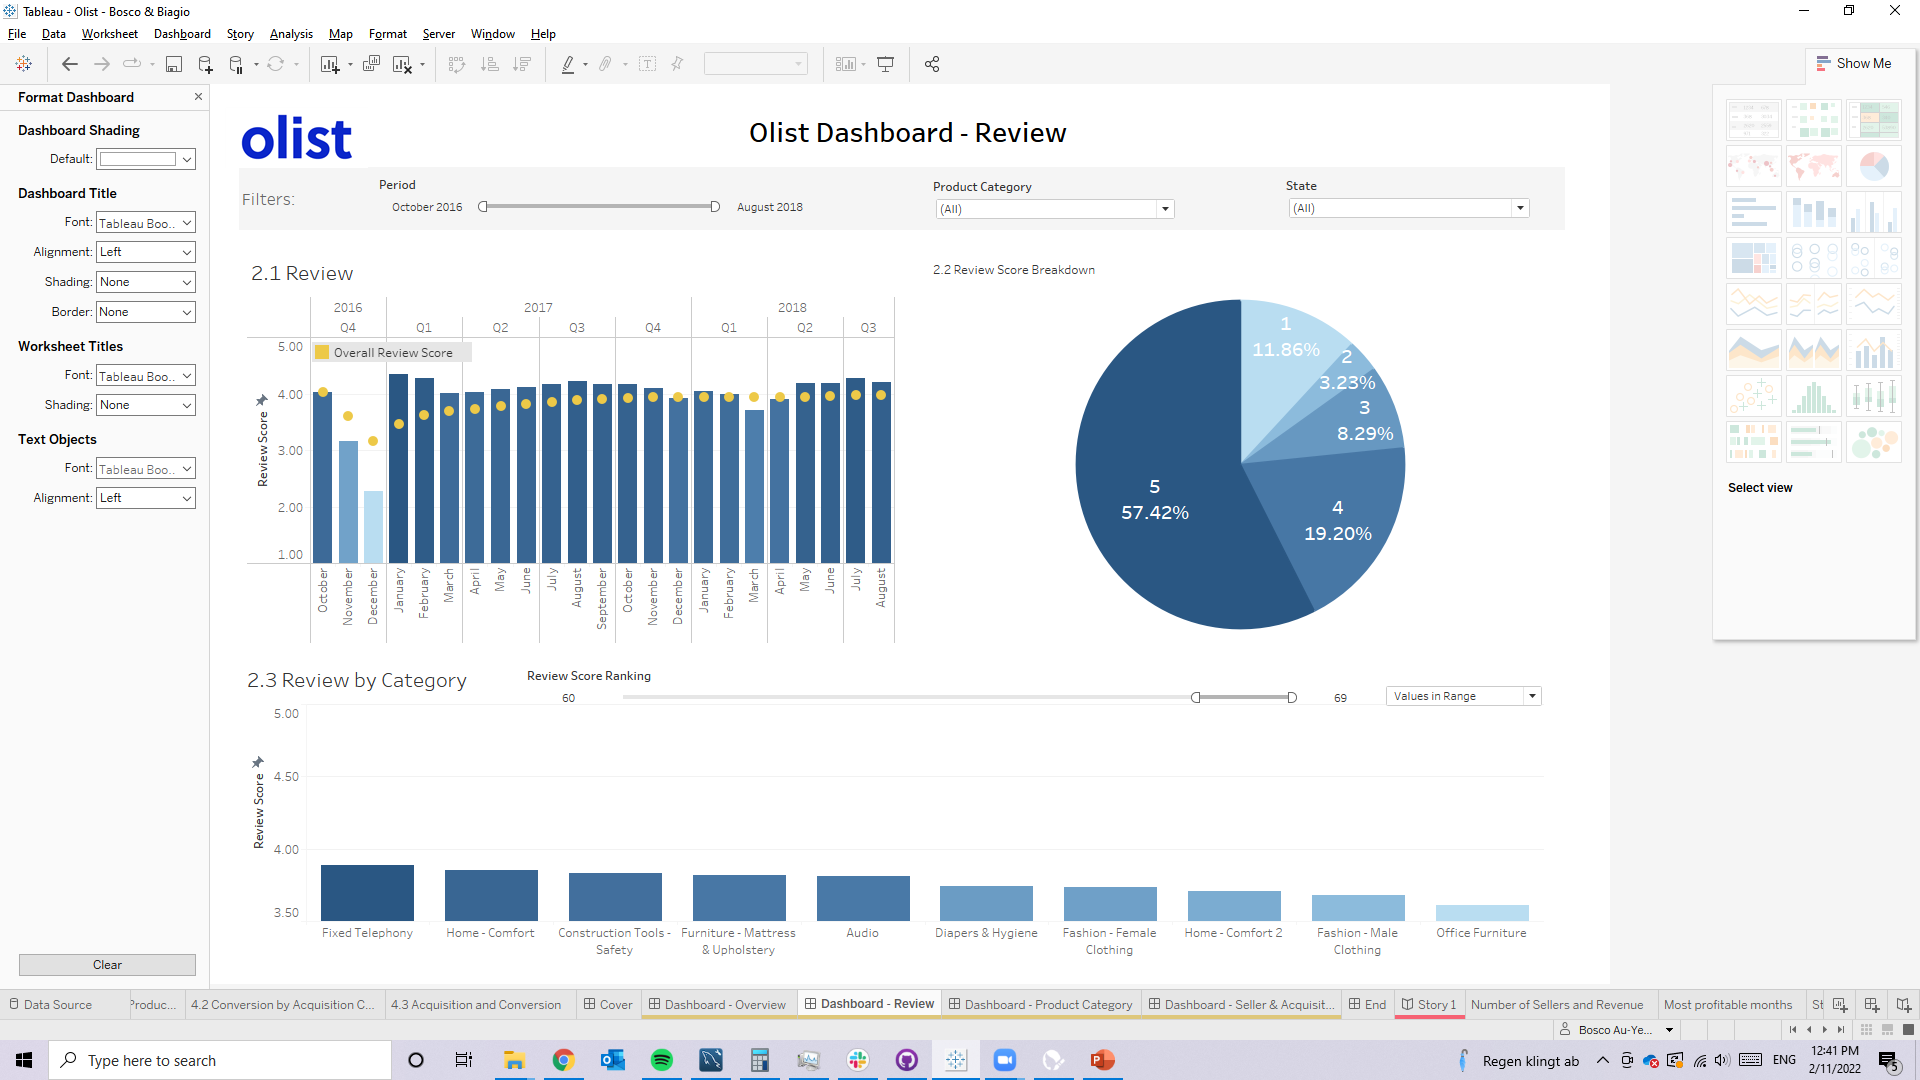 Tableau - Olist - Bosco & Biagio
File Data Worksheet Dashboard Story Analysis Map Format Server Window Help
Show Me
Format Dashboard
Dashboard Shading
Default:
Dashboard Title
Font: Tableau Boo..
Alignment: Left
Shading: None
Border: None
Worksheet Titles
Font: Tableau Boo..
Shading: None
Text Objects
Font: Tableau Boo..
Alignment: Left
Clear
olist
Olist Dashboard - Review
Filters:
Period
October 2016
August 2018
Product Category
(All)
State
(All)
2.1 Review
2016 2017 2018
Q4 Q1 Q2 Q3 Q4 Q1 Q2 Q3
Overall Review Score
Review Score
5.00
4.00
3.00
2.00
1.00
October November December January February March April May June July August September October November December January February March April May June July August
2.2 Review Score Breakdown
1
11.86%
2
3.23%
3
8.29%
4
19.20%
5
57.42%
Select view
2.3 Review by Category
Review Score Ranking
60
69
Values in Range
Review Score
5.00
4.50
4.00
3.50
Fixed Telephony
Home - Comfort
Construction Tools -
Safety
Furniture - Mattress
& Upholstery
Audio
Diapers & Hygiene
Fashion - Female
Clothing
Home - Comfort 2
Fashion - Male
Clothing
Office Furniture
Data Source
Produc...
4.2 Conversion by Acquisition C...
4.3 Acquisition and Conversion
Cover
Dashboard - Overview
Dashboard - Review
Dashboard - Product Category
Dashboard - Seller & Acquisit...
End
Story 1
Number of Sellers and Revenue
Most profitable months
St
Bosco Au-Ye...
Type here to search
Regen klingt ab
ENG
12:41 PM
2/11/2022
5